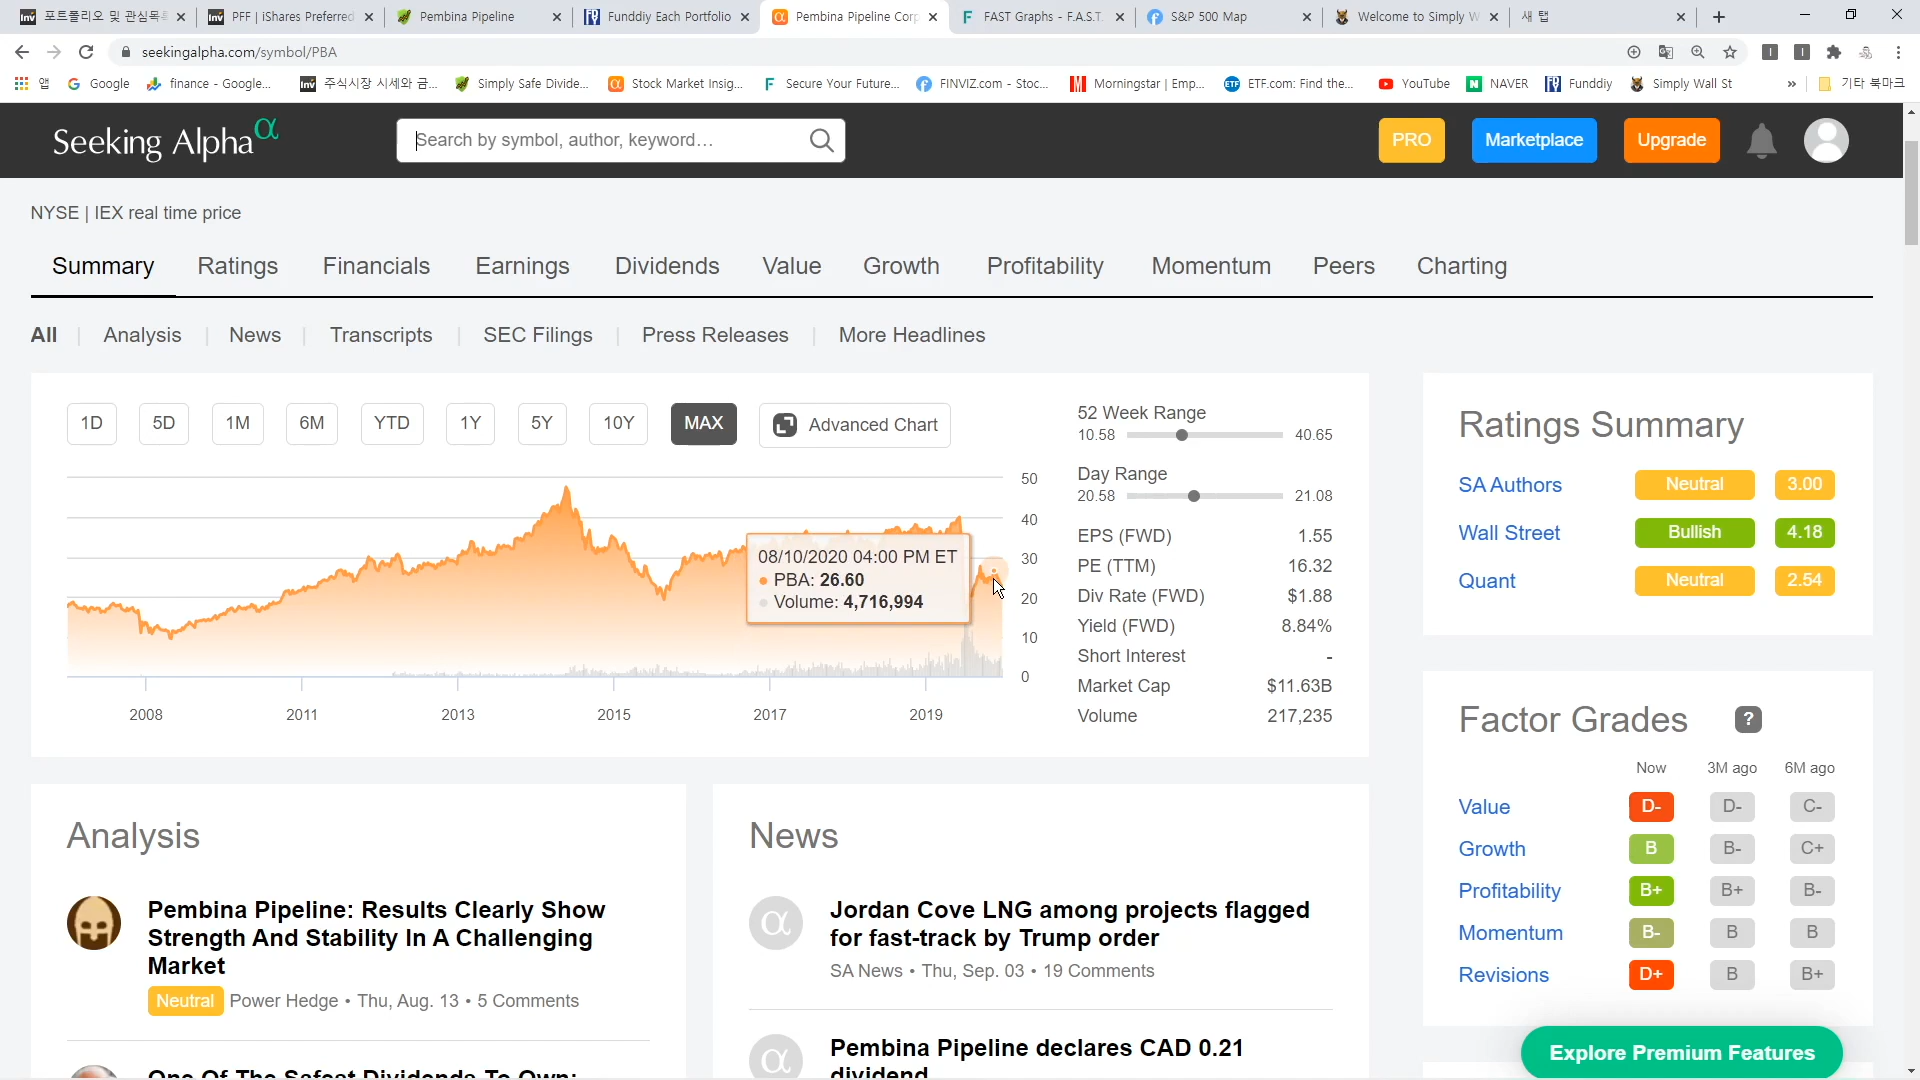 포트폴리오 및 관심목록
PFF | iShares Preferred
Pembina Pipeline
Funddiy Each Portfolio
Pembina Pipeline Corp
FAST Graphs - F.A.S.T.
S&P 500 Map
Welcome to Simply W
새 탭
seekingalpha.com/symbol/PBA
앱
Google
finance - Google...
주식시장 시세와 금...
Simply Safe Divide...
Stock Market Insig...
Secure Your Future...
FINVIZ.com - Stoc...
Morningstar | Emp...
ETF.com: Find the...
YouTube
NAVER
Funddiy
Simply Wall St
»
기타 북마크
Seeking Alpha α
Search by symbol, author, keyword...
PRO
Marketplace
Upgrade
NYSE | IEX real time price
Summary
Ratings
Financials
Earnings
Dividends
Value
Growth
Profitability
Momentum
Peers
Charting
All
Analysis
News
Transcripts
SEC Filings
Press Releases
More Headlines
1D
5D
1M
6M
YTD
1Y
5Y
10Y
MAX
Advanced Chart
50
40
30
20
10
0
08/10/2020 04:00 PM ET
PBA: 26.60
Volume: 4,716,994
2008
2011
2013
2015
2017
2019
52 Week Range
10.58 40.65
Day Range
20.58 21.08
EPS (FWD) 1.55
PE (TTM) 16.32
Div Rate (FWD) $1.88
Yield (FWD) 8.84%
Short Interest -
Market Cap $11.63B
Volume 217,235
Ratings Summary
SA Authors Neutral 3.00
Wall Street Bullish 4.18
Quant Neutral 2.54
Factor Grades ?
Now 3M ago 6M ago
Value D- D- C-
Growth B B- C+
Profitability B+ B+ B-
Momentum B- B B
Revisions D+ B B+
Explore Premium Features
Analysis
Pembina Pipeline: Results Clearly Show
Strength And Stability In A Challenging
Market
Neutral Power Hedge • Thu, Aug. 13 • 5 Comments
One Of The Safest Dividends To Own:
News
Jordan Cove LNG among projects flagged
for fast-track by Trump order
SA News • Thu, Sep. 03 • 19 Comments
Pembina Pipeline declares CAD 0.21
dividend